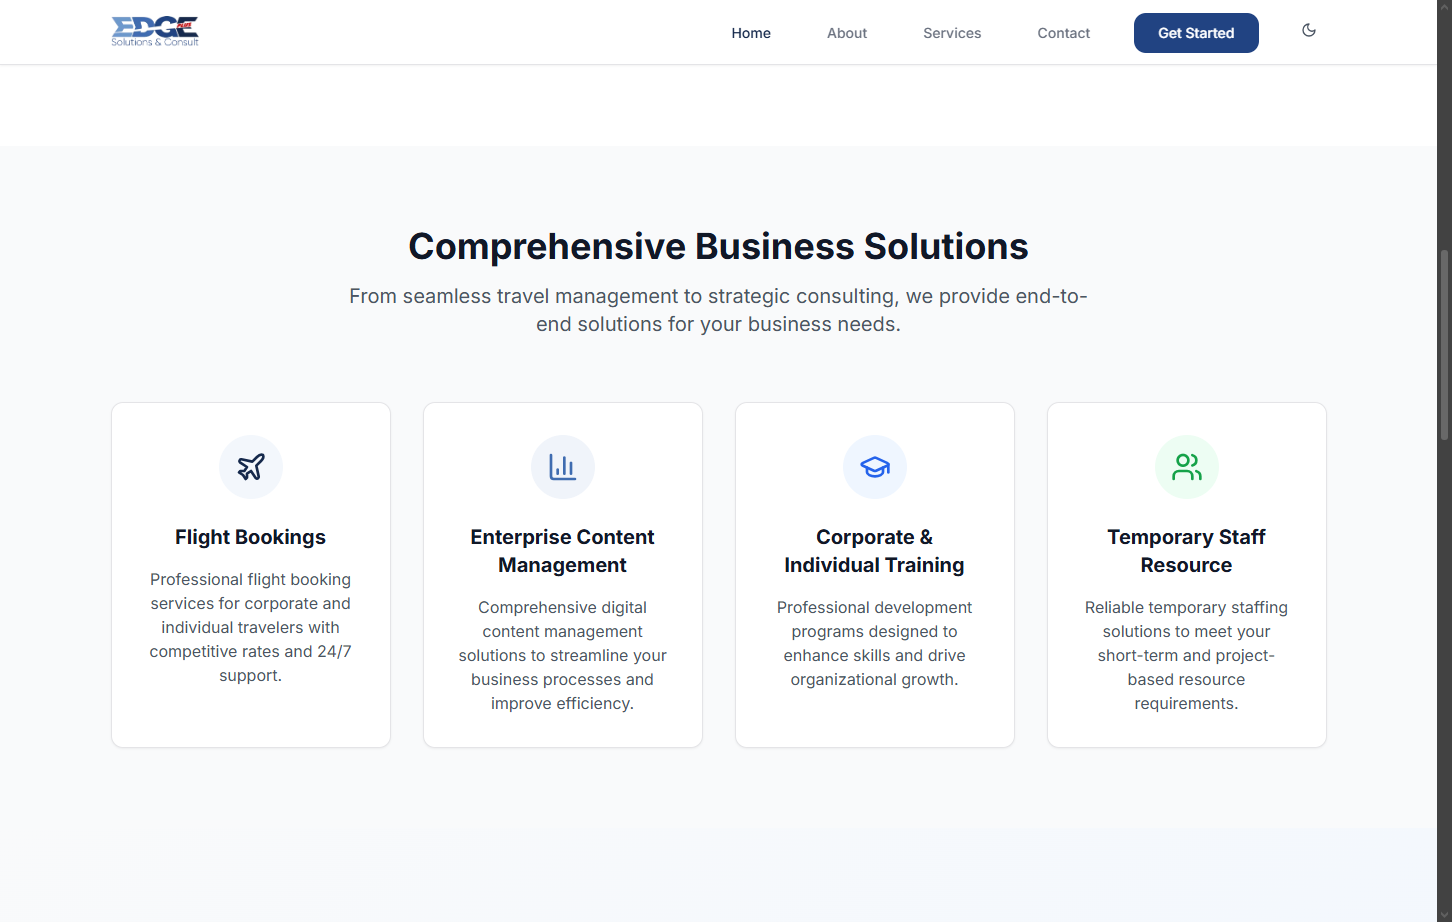 EDGE PLUS
Solutions & Consult
Home
About
Services
Contact
Get Started
Comprehensive Business Solutions
From seamless travel management to strategic consulting, we provide end-to-
end solutions for your business needs.
Flight Bookings
Professional flight booking
services for corporate and
individual travelers with
competitive rates and 24/7
support.
Enterprise Content
Management
Comprehensive digital
content management
solutions to streamline your
business processes and
improve efficiency.
Corporate &
Individual Training
Professional development
programs designed to
enhance skills and drive
organizational growth.
Temporary Staff
Resource
Reliable temporary staffing
solutions to meet your
short-term and project-
based resource
requirements.